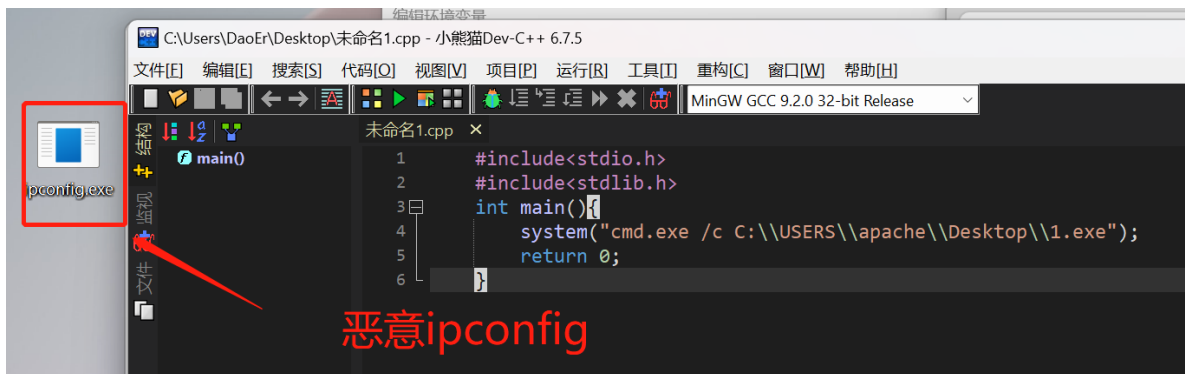 编辑环境变量
DEV
C:\Users\DaoEr\Desktop\未命名1.cpp - 小熊猫Dev-C++ 6.7.5
文件[F] 编辑[E] 搜索[S] 代码[O] 视图[V] 项目[P] 运行[R] 工具[T] 重构[C] 窗口[W] 帮助[H]
MinGW GCC 9.2.0 32-bit Release
结构
监视
文件
main()
未命名1.cpp
1 #include<stdio.h>
2 #include<stdlib.h>
3 int main(){
4 system("cmd.exe /c C:\\USERS\\apache\\Desktop\\1.exe");
5 return 0;
6 }
ipconfig.exe
恶意ipconfig